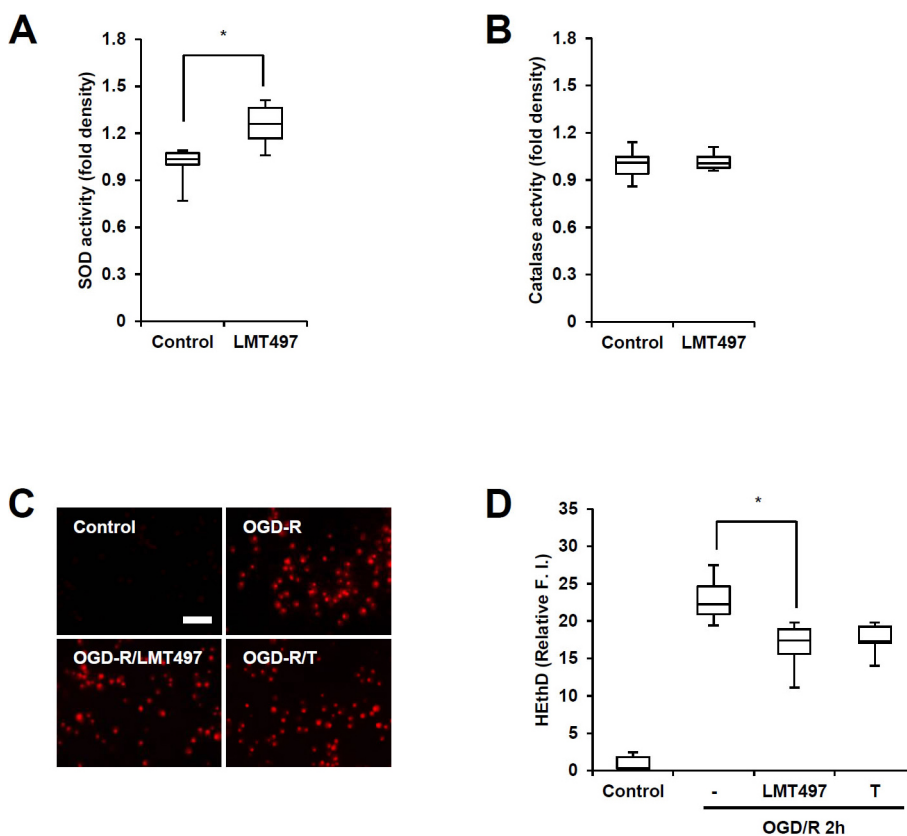 A
*
SOD activity (fold density)
1.8
1.5
1.2
0.9
0.6
0.3
0
Control LMT497
B
Catalase actvity (fold density)
1.8
1.5
1.2
0.9
0.6
0.3
0
Control LMT497
C
Control OGD-R
OGD-R/LMT497 OGD-R/T
D
*
HEthD (Relative F. I.)
35
30
25
20
15
10
5
0
Control - LMT497 T
OGD/R 2h